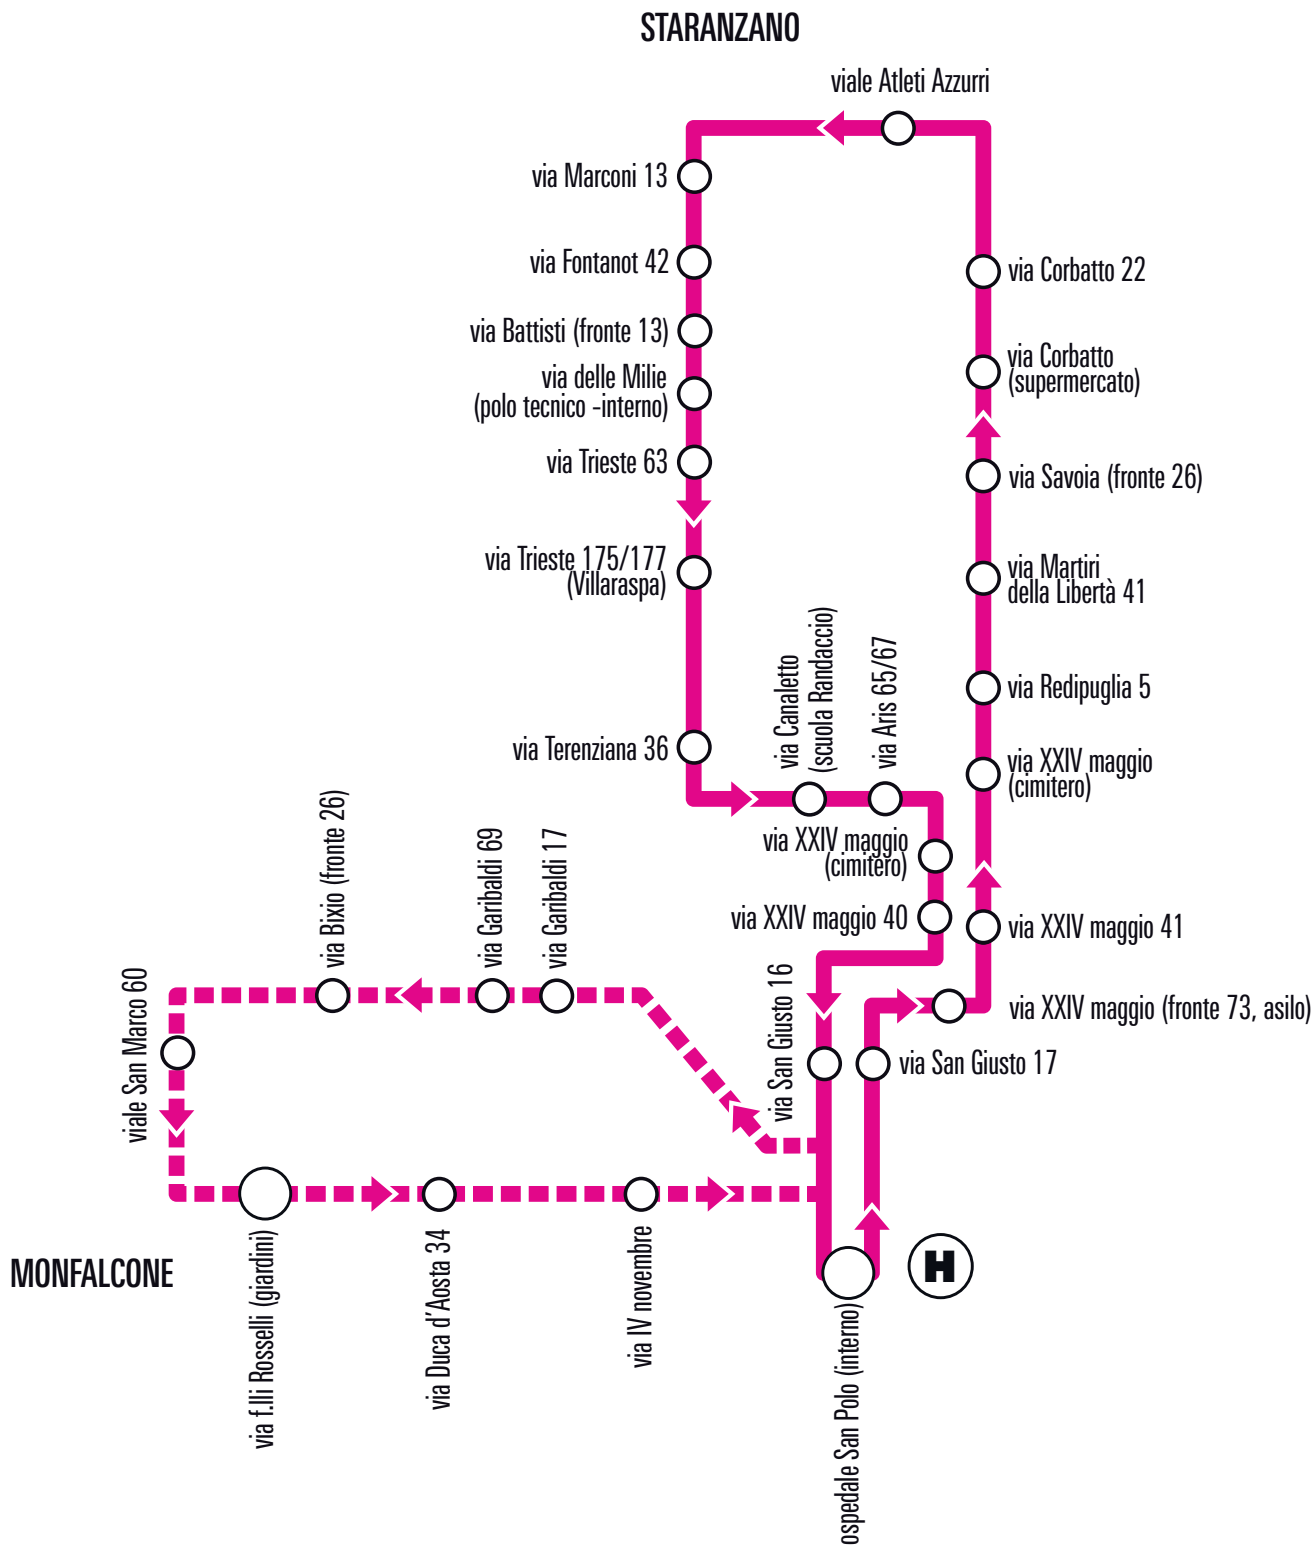 STARANZANO
viale Atleti Azzurri
via Marconi 13
via Fontanot 42
via Battisti (fronte 13)
via delle Milie
(polo tecnico -interno)
via Trieste 63
via Trieste 175/177
(Villaraspa)
via Terenziana 36
via Canaletto
(scuola Randaccio)
via Aris 65/67
via XXIV maggio
(cimitero)
via XXIV maggio 40
via San Giusto 16
via Corbatto 22
via Corbatto
(supermercato)
via Savoia (fronte 26)
via Martiri
della Libertà 41
via Redipuglia 5
via XXIV maggio
(cimitero)
via XXIV maggio 41
via XXIV maggio (fronte 73, asilo)
via San Giusto 17
via Garibaldi 17
via Garibaldi 69
via Bixio (fronte 26)
viale San Marco 60
MONFALCONE
via f.lli Rosselli (giardini)
via Duca d'Aosta 34
via IV novembre
ospedale San Polo (interno)
H